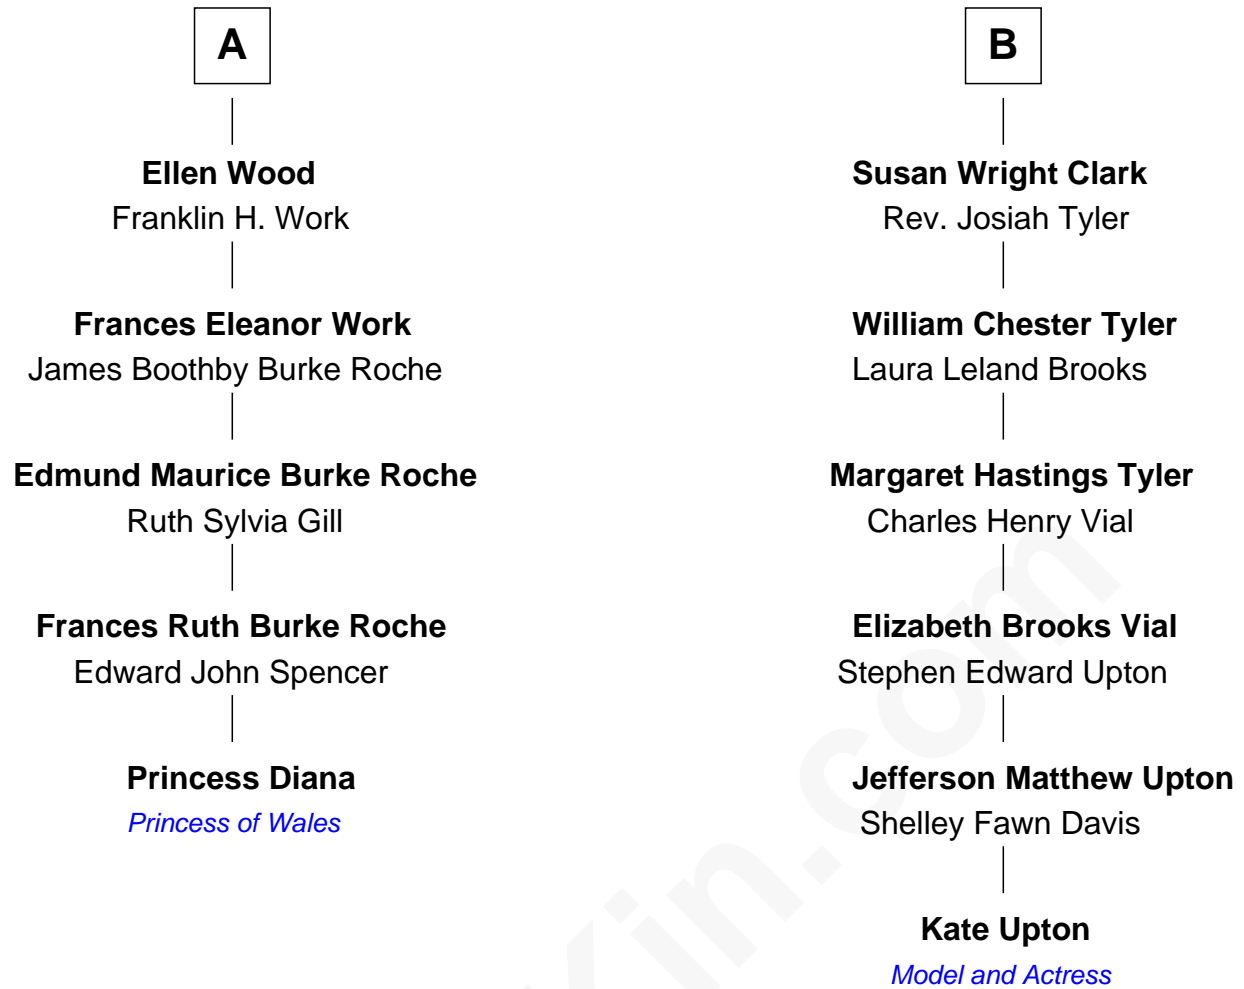 A
B
Ellen Wood
Franklin H. Work
Susan Wright Clark
Rev. Josiah Tyler
Frances Eleanor Work
James Boothby Burke Roche
William Chester Tyler
Laura Leland Brooks
Edmund Maurice Burke Roche
Ruth Sylvia Gill
Margaret Hastings Tyler
Charles Henry Vial
Frances Ruth Burke Roche
Edward John Spencer
Elizabeth Brooks Vial
Stephen Edward Upton
Princess Diana
Princess of Wales
Jefferson Matthew Upton
Shelley Fawn Davis
Kate Upton
Model and Actress
Kin.com